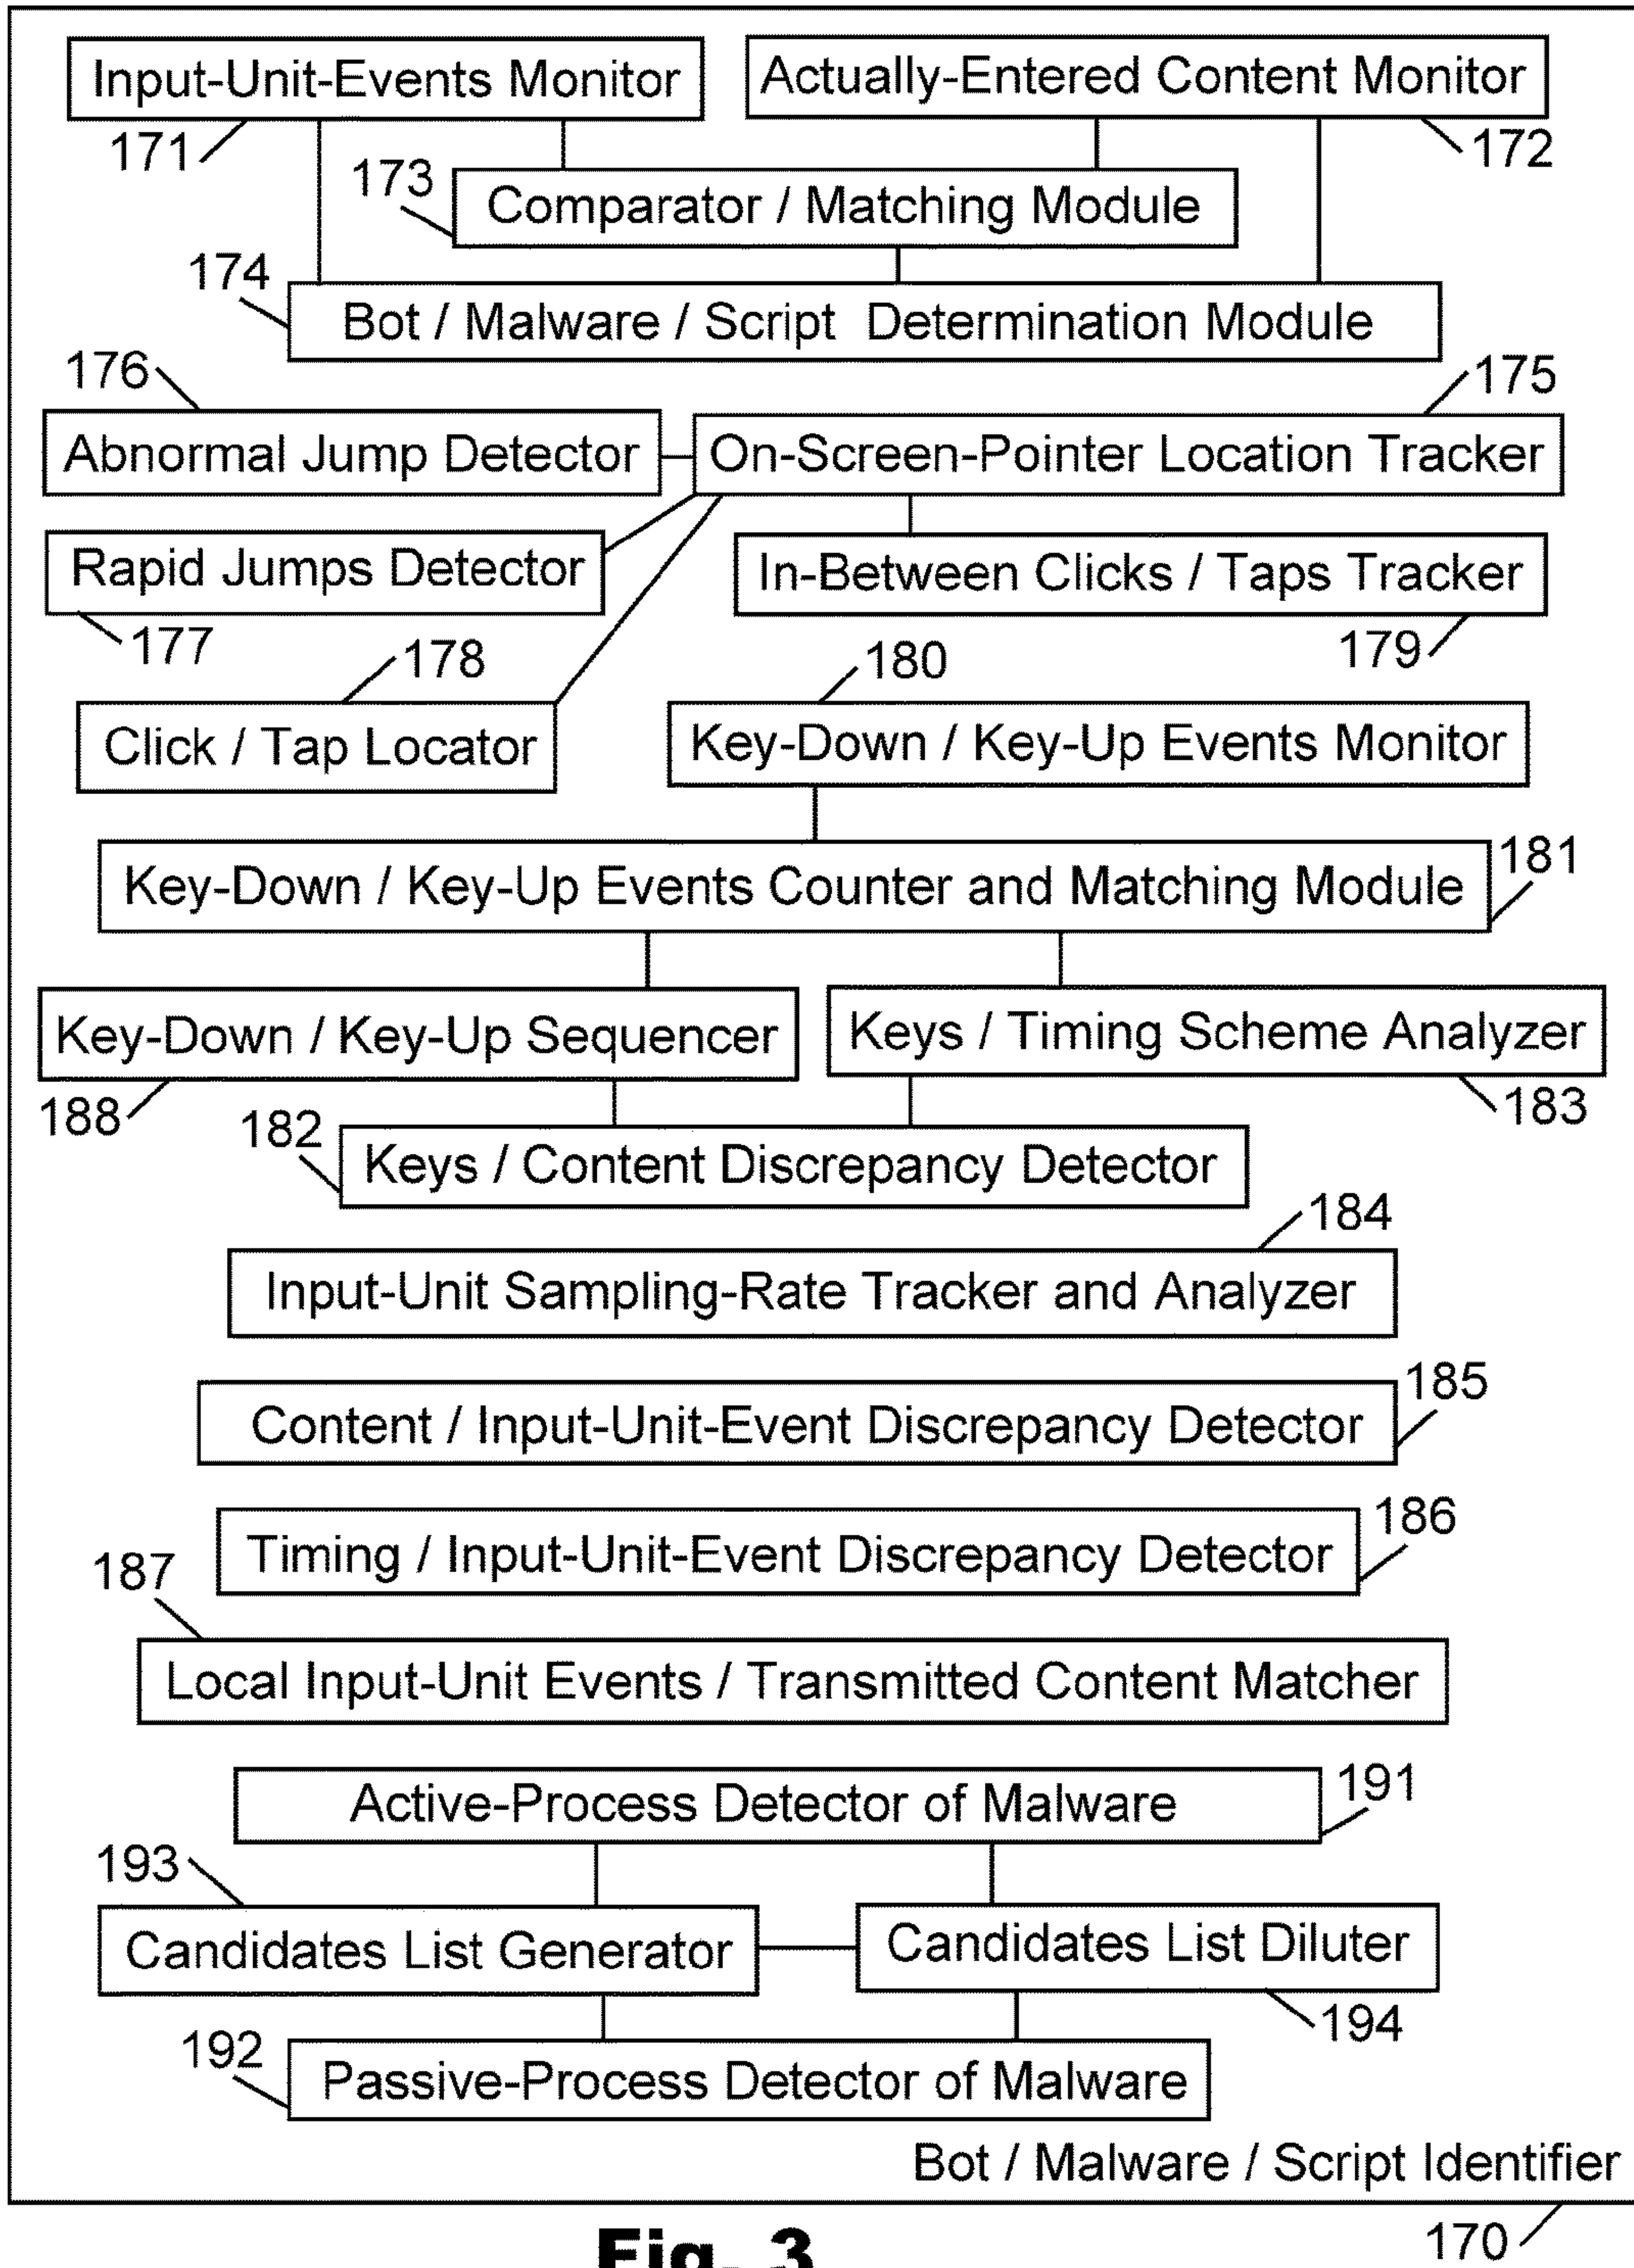 Input-Unit-Events Monitor
Actually-Entered Content Monitor
171
172
173
Comparator / Matching Module
174
Bot / Malware / Script Determination Module
176
175
Abnormal Jump Detector
On-Screen-Pointer Location Tracker
Rapid Jumps Detector
In-Between Clicks / Taps Tracker
177
178
180
179
Click / Tap Locator
Key-Down / Key-Up Events Monitor
Key-Down / Key-Up Events Counter and Matching Module
181
Key-Down / Key-Up Sequencer
Keys / Timing Scheme Analyzer
188
182
183
Keys / Content Discrepancy Detector
184
Input-Unit Sampling-Rate Tracker and Analyzer
185
Content / Input-Unit-Event Discrepancy Detector
186
Timing / Input-Unit-Event Discrepancy Detector
187
Local Input-Unit Events / Transmitted Content Matcher
Active-Process Detector of Malware
191
193
Candidates List Generator
Candidates List Diluter
194
192
Passive-Process Detector of Malware
Bot / Malware / Script Identifier
170
Fig. 3